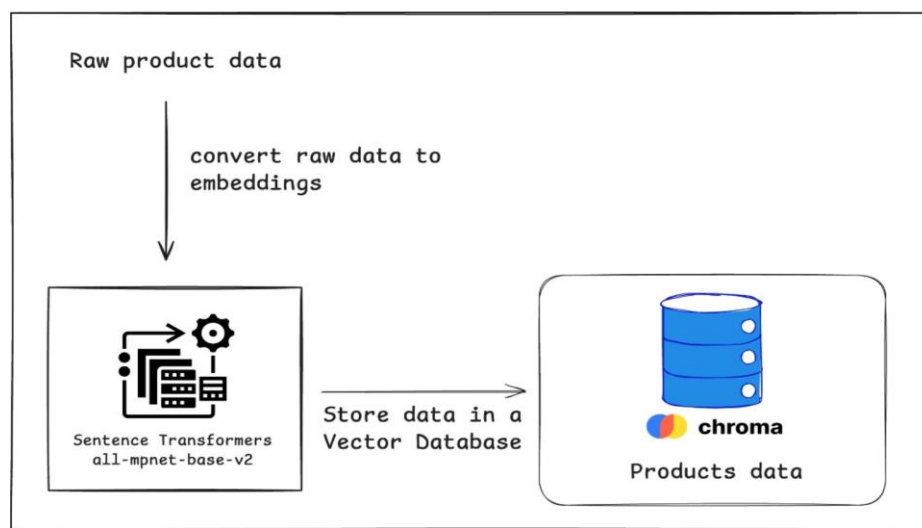 Raw product data
convert raw data to
embeddings
Sentence Transformers
all-mpnet-base-v2
Store data in a
Vector Database
chroma
Products data